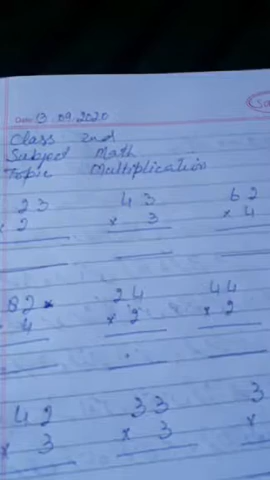 Date 13.09.2020
Class 2nd
Subject Math
Topic Multiplication
23 43 62
× 2 × 3 × 4
82 × 24 44
4 × 2 × 2
42 33 3
× 3 × 3 ×